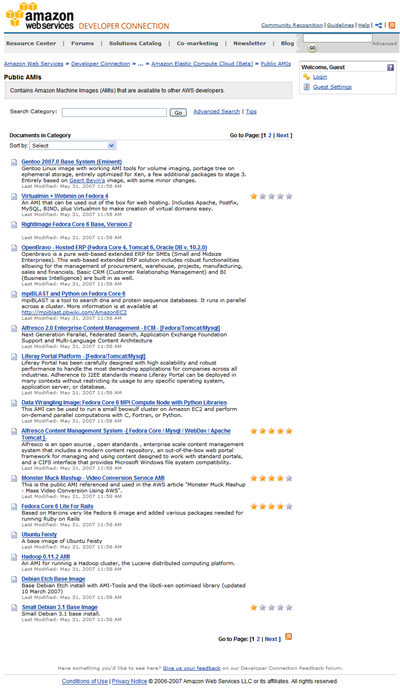 amazon
web services™ DEVELOPER CONNECTION
Community Recognition | Guidelines | Help |
Resource Center | Forums | Solutions Catalog | Co-marketing | Newsletter | Blog
GO
Advanced
Amazon Web Services » Developer Connection » ... » Amazon Elastic Compute Cloud (Beta) » Public AMIs
Welcome, Guest
Login
Guest Settings
Public AMIs
Contains Amazon Machine Images (AMIs) that are available to other AWS developers.
Search Category: Go Advanced Search | Tips
Documents in Category Go to Page: [1 2 | Next ]
Sort by: Select
Gentoo 2007.0 Base System (Eminent)
Gentoo Linux image with working AMI tools for volume imaging, portage tree on
ephemeral storage, entirely optimized for Xen, a few additional packages to stage 3.
Entirely based on Geert Bevin's image, with some minor changes.
Last Modified: May 31, 2007 11:58 AM
Virtualmin + Webmin on Fedora 4
An AMI that can be used out of the box for web hosting. Includes Apache, Postfix,
MySQL, BIND, plus Virtualmin to make creation of virtual domains easy.
Last Modified: May 31, 2007 11:58 AM
RightImage Fedora Core 6 Base, Version 2
Last Modified: May 31, 2007 11:58 AM
OpenBravo - Hosted ERP (Fedora Core 4, Tomcat 6, Oracle DB v. 10.2.0)
Openbravo is a pure web-based extended ERP for SMEs (Small and Midsize
Enterprises). This web-based extended ERP solution includes robust functionalities
allowing for the management of procurement, warehouse, projects, manufacturing,
sales and financials. Basic CRM (Customer Relationship Management) and BI
(Business Intelligence) are built in as well.
Last Modified: May 31, 2007 11:58 AM
mpiBLAST and Python on Fedora Core 6
mpiBLAST is a tool to search dna and protein sequence databases. It runs in parallel
across a cluster. More information is at available at
http://mpiblast.pbwiki.com/AmazonEC2
Last Modified: May 31, 2007 11:58 AM
Alfresco 2.0 Enterprise Content Management - ECM - [Fedora/Tomcat/Mysql]
Next Generation Parallel, Federated Search, Application Exchange Foundation
Support and Multi-Language Content Architecture
Last Modified: May 31, 2007 11:58 AM
Liferay Portal Platform - [Fedora/Tomcat/Mysql]
Liferay Portal has been carefully designed with high scalability and robust
performance to handle the most demanding applications for companies across all
industries. Adherence to J2EE standards means Liferay Portal can be deployed in
many contexts without restricting its usage to any specific operating system,
application server, or database.
Last Modified: May 31, 2007 11:58 AM
Data Wrangling Image: Fedora Core 6 MPI Compute Node with Python Libraries
This AMI can be used to run a small beowulf cluster on Amazon EC2 and perform
on-demand parallel computations with C, Fortran, or Python.
Last Modified: May 31, 2007 11:58 AM
Alfresco Content Management System -[ Fedora Core / Mysql / WebDav / Apache
Tomcat ].
Alfresco is an open source , open standards , enterprise scale content management
system that includes a modern content repository, an out-of-the-box web portal
framework for managing and using content designed to work with standard portals,
and a CIFS interface that provides Microsoft Windows file system compatibility.
Last Modified: May 31, 2007 11:58 AM
Monster Muck Mashup - Video Conversion Service AMI
This is the public AMI referenced and used in the AWS article "Monster Muck Mashup
- Mass Video Conversion Using AWS".
Last Modified: May 31, 2007 11:58 AM
Fedora Core 6 Lite For Rails
Based on Marcins very lite Fedora 6 image and added various packages needed for
running Ruby on Rails
Last Modified: May 31, 2007 11:58 AM
Ubuntu Feisty
A base image of Ubuntu Feisty
Last Modified: May 31, 2007 11:58 AM
Hadoop 0.11.2 AMI
An AMI for running a Hadoop cluster, the Lucene distributed computing platform.
Last Modified: May 31, 2007 11:58 AM
Debian Etch Base Image
Base Debian Etch install with AMI-Tools and the libc6-xen optimised library (updated
10 March 2007)
Last Modified: May 31, 2007 11:58 AM
Small Debian 3.1 Base Image
Small Debian 3.1 base install.
Last Modified: May 31, 2007 11:58 AM
Go to Page: [1 2 | Next ]
Have something you'd like to see here? Give us your feedback on our Developer Connection Feedback forum.
Conditions of Use | Privacy Notice © 2006-2007 Amazon Web Services LLC or its affiliates. All rights reserved.